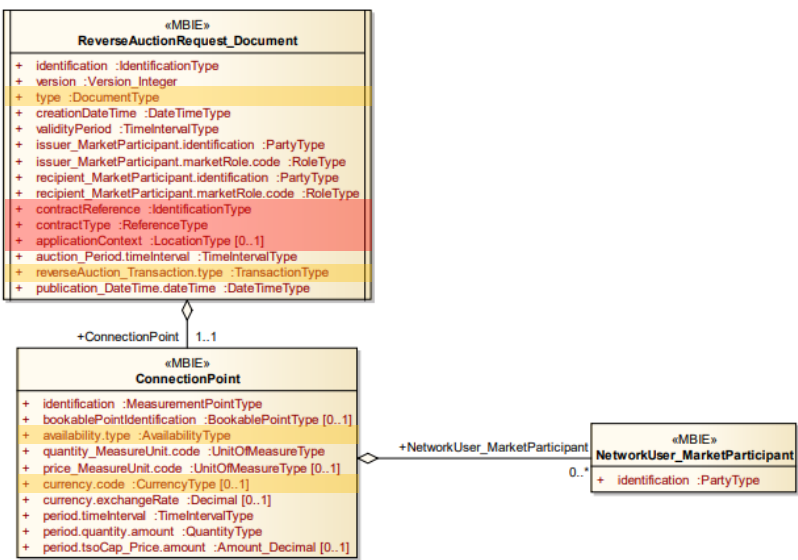 «MBIE»
ReverseAuctionRequest_Document
+ identification :IdentificationType
+ version :Version_Integer
+ type :DocumentType
+ creationDateTime :DateTimeType
+ validityPeriod :TimeIntervalType
+ issuer_MarketParticipant.identification :PartyType
+ issuer_MarketParticipant.marketRole.code :RoleType
+ recipient_MarketParticipant.identification :PartyType
+ recipient_MarketParticipant.marketRole.code :RoleType
+ contractReference :IdentificationType
+ contractType :ReferenceType
+ applicationContext :LocationType [0..1]
+ auction_Period.timeInterval :TimeIntervalType
+ reverseAuction_Transaction.type :TransactionType
+ publication_DateTime.dateTime :DateTimeType
+ConnectionPoint 1..1
«MBIE»
ConnectionPoint
+ identification :MeasurementPointType
+ bookablePointIdentification :BookablePointType [0..1]
+ availability.type :AvailabilityType
+ quantity_MeasureUnit.code :UnitOfMeasureType
+ price_MeasureUnit.code :UnitOfMeasureType [0..1]
+ currency.code :CurrencyType [0..1]
+ currency.exchangeRate :Decimal [0..1]
+ period.timeInterval :TimeIntervalType
+ period.quantity.amount :QuantityType
+ period.tsoCap_Price.amount :Amount_Decimal [0..1]
+NetworkUser_MarketParticipant
0..*
«MBIE»
NetworkUser_MarketParticipant
+ identification :PartyType